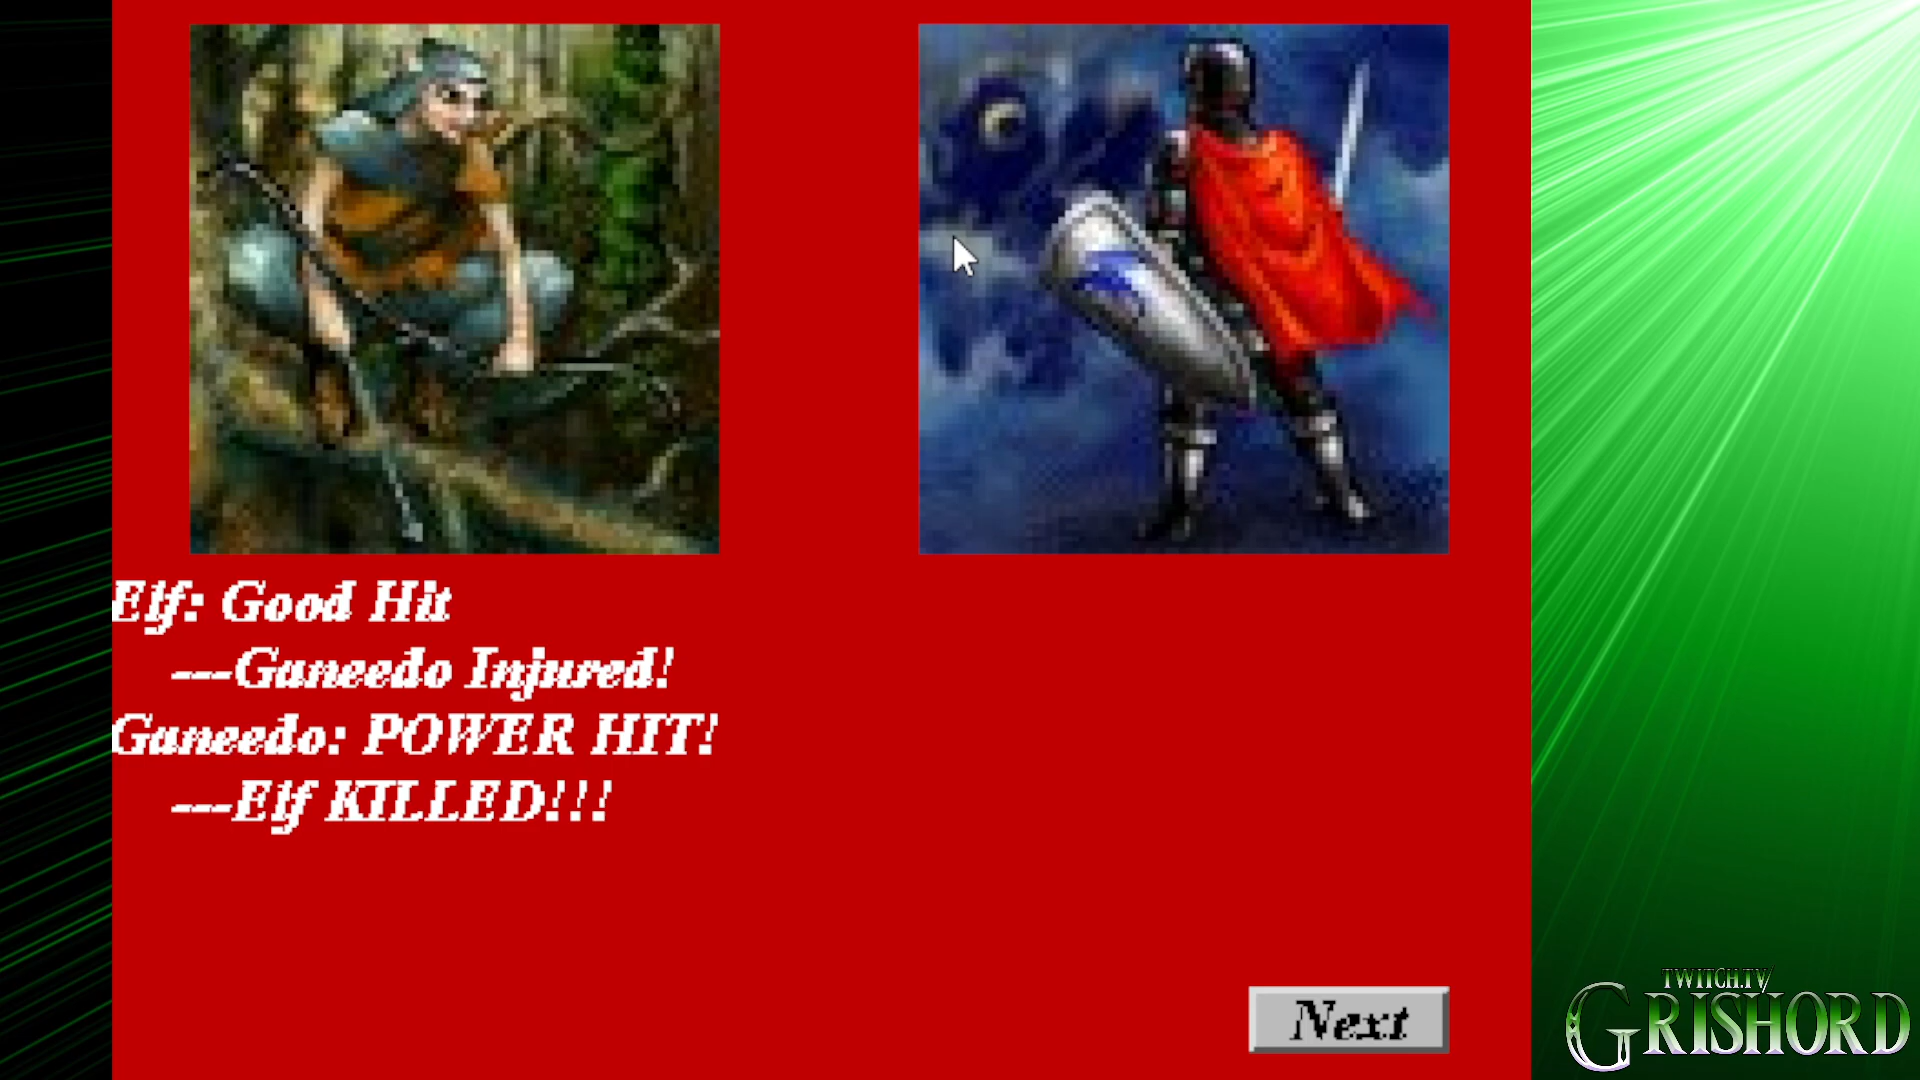 Elf: Good Hit
---Ganeedo Injured!
Ganeedo: POWER HIT!
---Elf KILLED!!!
Next
TWITCH.TV/
GRISHORD